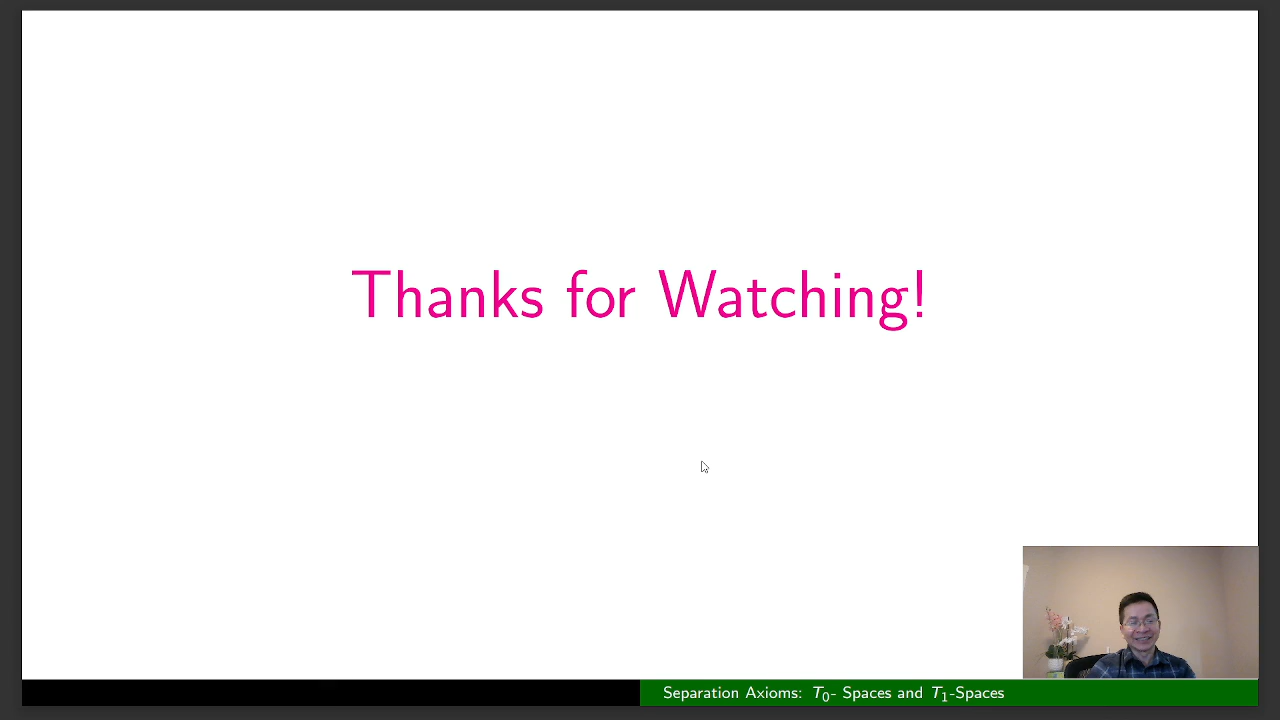 Thanks for Watching!
Separation Axioms: T₀- Spaces and T₁-Spaces